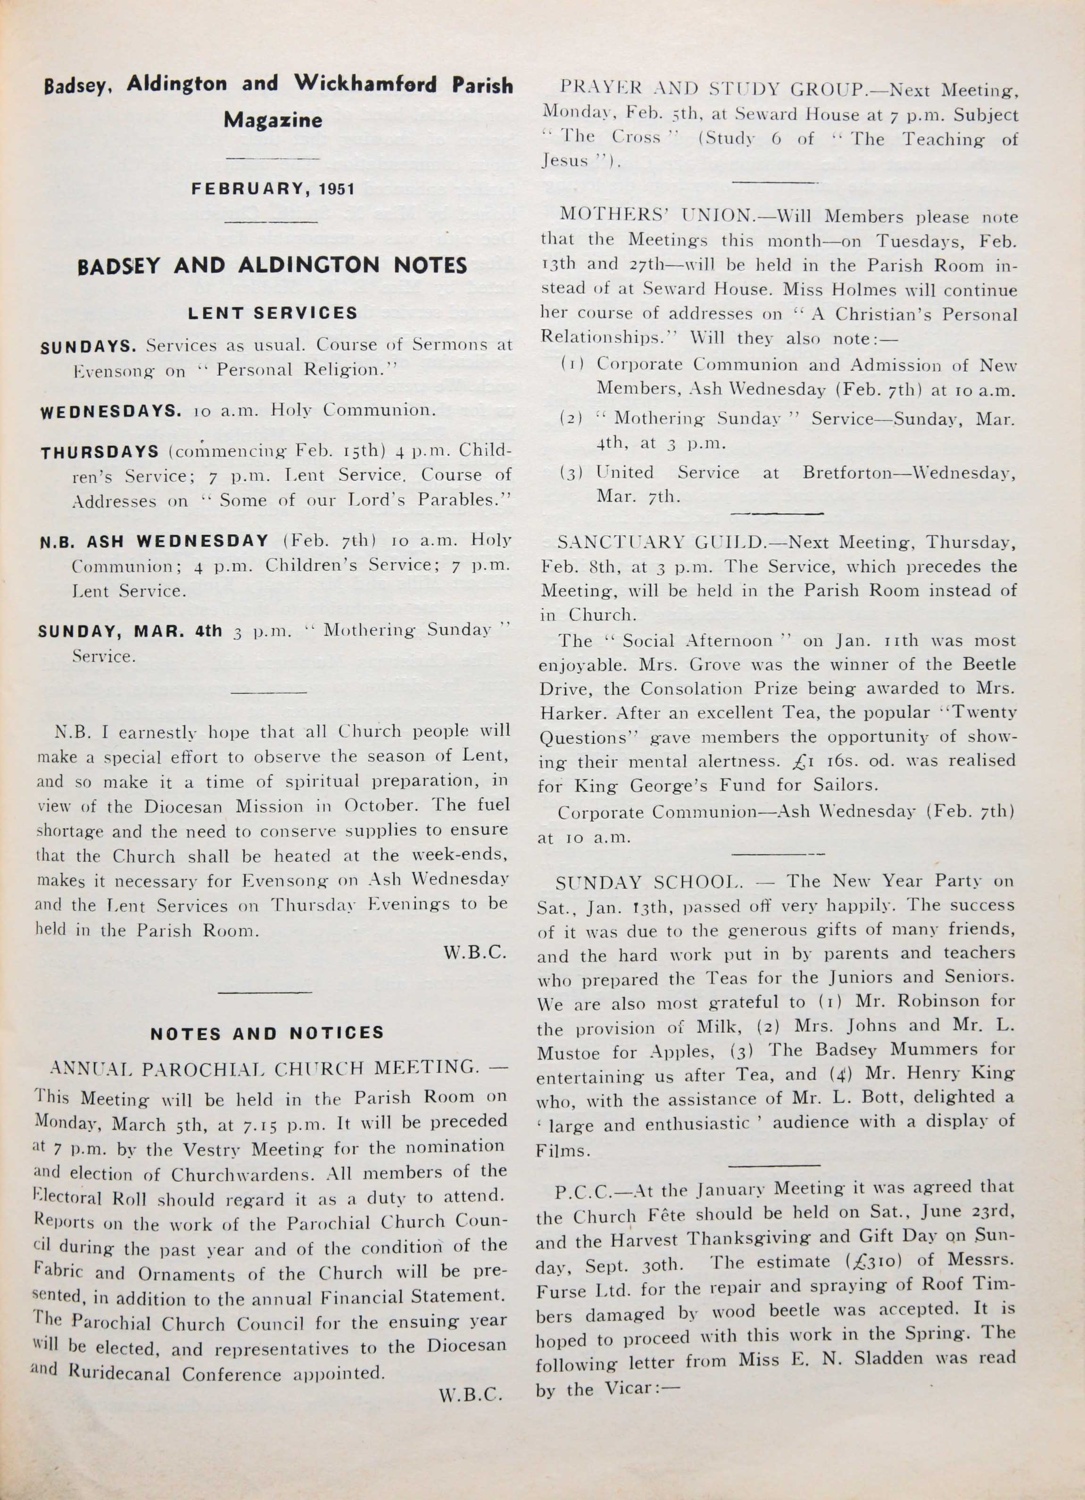 Badsey, Aldington and Wickhamford Parish
Magazine
FEBRUARY, 1951
BADSEY AND ALDINGTON NOTES
LENT SERVICES
SUNDAYS. Services as usual. Course of Sermons at
Evensong on " Personal Religion."
WEDNESDAYS. 10 a.m. Holy Communion.
THURSDAYS (commencing Feb. 15th) 4 p.m. Child-
ren's Service; 7 p.m. Lent Service. Course of
Addresses on " Some of our Lord's Parables."
N.B. ASH WEDNESDAY (Feb. 7th) 10 a.m. Holy
Communion; 4 p.m. Children's Service; 7 p.m.
Lent Service.
SUNDAY, MAR. 4th 3 p.m. " Mothering Sunday "
Service.
N.B. I earnestly hope that all Church people will
make a special effort to observe the season of Lent,
and so make it a time of spiritual preparation, in
view of the Diocesan Mission in October. The fuel
shortage and the need to conserve supplies to ensure
that the Church shall be heated at the week-ends,
makes it necessary for Evensong on Ash Wednesday
and the Lent Services on Thursday Evenings to be
held in the Parish Room.
W.B.C.
NOTES AND NOTICES
ANNUAL PAROCHIAL CHURCH MEETING. —
This Meeting will be held in the Parish Room on
Monday, March 5th, at 7.15 p.m. It will be preceded
at 7 p.m. by the Vestry Meeting for the nomination
and election of Churchwardens. All members of the
Electoral Roll should regard it as a duty to attend.
Reports on the work of the Parochial Church Coun-
cil during the past year and of the condition of the
Fabric and Ornaments of the Church will be pre-
sented, in addition to the annual Financial Statement.
The Parochial Church Council for the ensuing year
will be elected, and representatives to the Diocesan
and Ruridecanal Conference appointed.
W.B.C.
PRAYER AND STUDY GROUP.—Next Meeting,
Monday, Feb. 5th, at Seward House at 7 p.m. Subject
" The Cross " (Study 6 of " The Teaching of
Jesus ").
MOTHERS' UNION.—Will Members please note
that the Meetings this month—on Tuesdays, Feb.
13th and 27th—will be held in the Parish Room in-
stead of at Seward House. Miss Holmes will continue
her course of addresses on " A Christian's Personal
Relationships." Will they also note:—
(1) Corporate Communion and Admission of New
Members, Ash Wednesday (Feb. 7th) at 10 a.m.
(2) " Mothering Sunday " Service—Sunday, Mar.
4th, at 3 p.m.
(3) United Service at Bretforton—Wednesday,
Mar. 7th.
SANCTUARY GUILD.—Next Meeting, Thursday,
Feb. 8th, at 3 p.m. The Service, which precedes the
Meeting, will be held in the Parish Room instead of
in Church.
The " Social Afternoon " on Jan. 11th was most
enjoyable. Mrs. Grove was the winner of the Beetle
Drive, the Consolation Prize being awarded to Mrs.
Harker. After an excellent Tea, the popular "Twenty
Questions" gave members the opportunity of show-
ing their mental alertness. £1 16s. 0d. was realised
for King George's Fund for Sailors.
Corporate Communion—Ash Wednesday (Feb. 7th)
at 10 a.m.
SUNDAY SCHOOL. — The New Year Party on
Sat., Jan. 13th, passed off very happily. The success
of it was due to the generous gifts of many friends,
and the hard work put in by parents and teachers
who prepared the Teas for the Juniors and Seniors.
We are also most grateful to (1) Mr. Robinson for
the provision of Milk, (2) Mrs. Johns and Mr. L.
Mustoe for Apples, (3) The Badsey Mummers for
entertaining us after Tea, and (4) Mr. Henry King
who, with the assistance of Mr. L. Bott, delighted a
' large and enthusiastic ' audience with a display of
Films.
P.C.C.—At the January Meeting it was agreed that
the Church Fête should be held on Sat., June 23rd,
and the Harvest Thanksgiving and Gift Day on Sun-
day, Sept. 30th. The estimate (£310) of Messrs.
Furse Ltd. for the repair and spraying of Roof Tim-
bers damaged by wood beetle was accepted. It is
hoped to proceed with this work in the Spring. The
following letter from Miss E. N. Sladden was read
by the Vicar:—